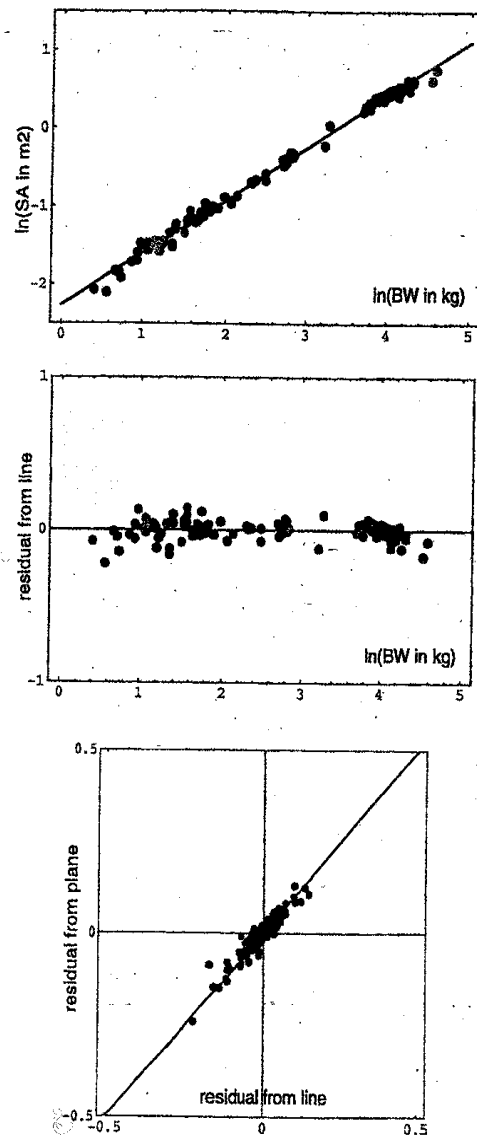 1
0
-1
-2
ln(SA in m2)
ln(BW in kg)
0 1 2 3 4 5
1
0
-1
residual from line
ln(BW in kg)
0 1 2 3 4 5
0.5
0
-0.5
residual from plane
residual from line
-0.5 0 0.5